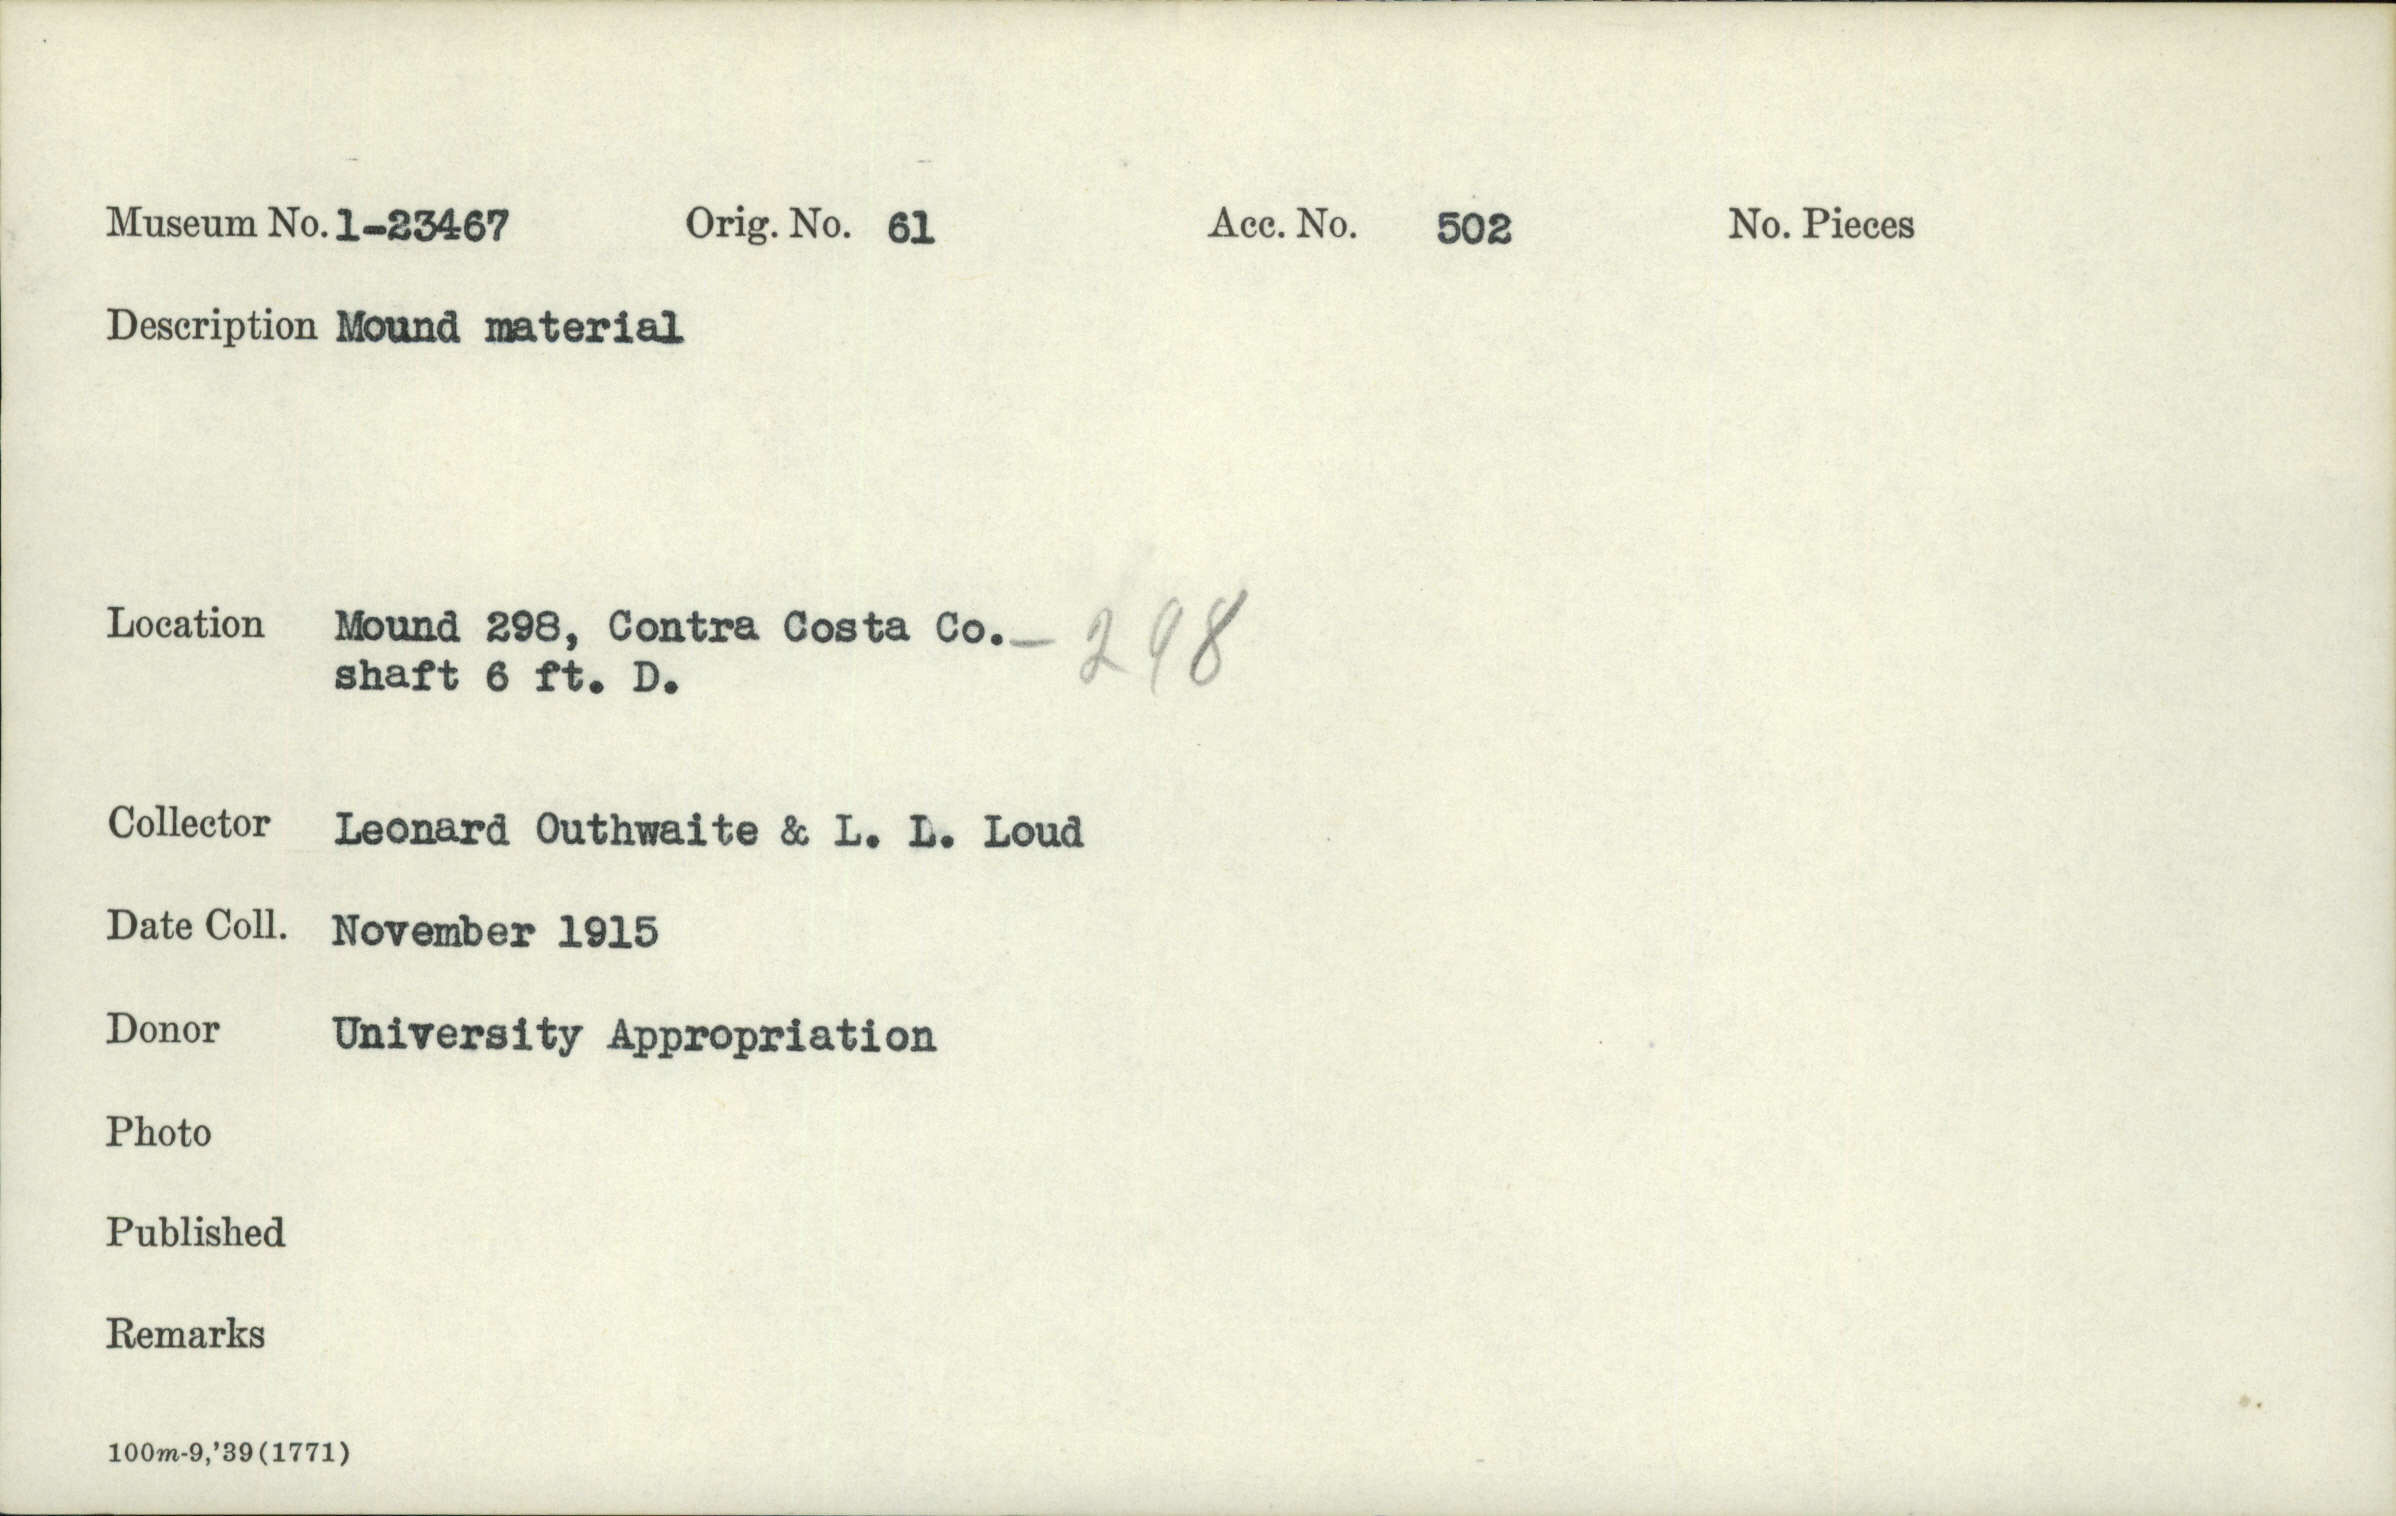 Museum No. 1-23467 Orig. No. 61 Acc. No. 502 No. Pieces
Description Mound material
Location Mound 298, Contra Costa Co. — 298
shaft 6 ft. D.
Collector Leonard Outhwaite & L. L. Loud
Date Coll. November 1915
Donor University Appropriation
Photo
Published
Remarks
100m-9,'39(1771)